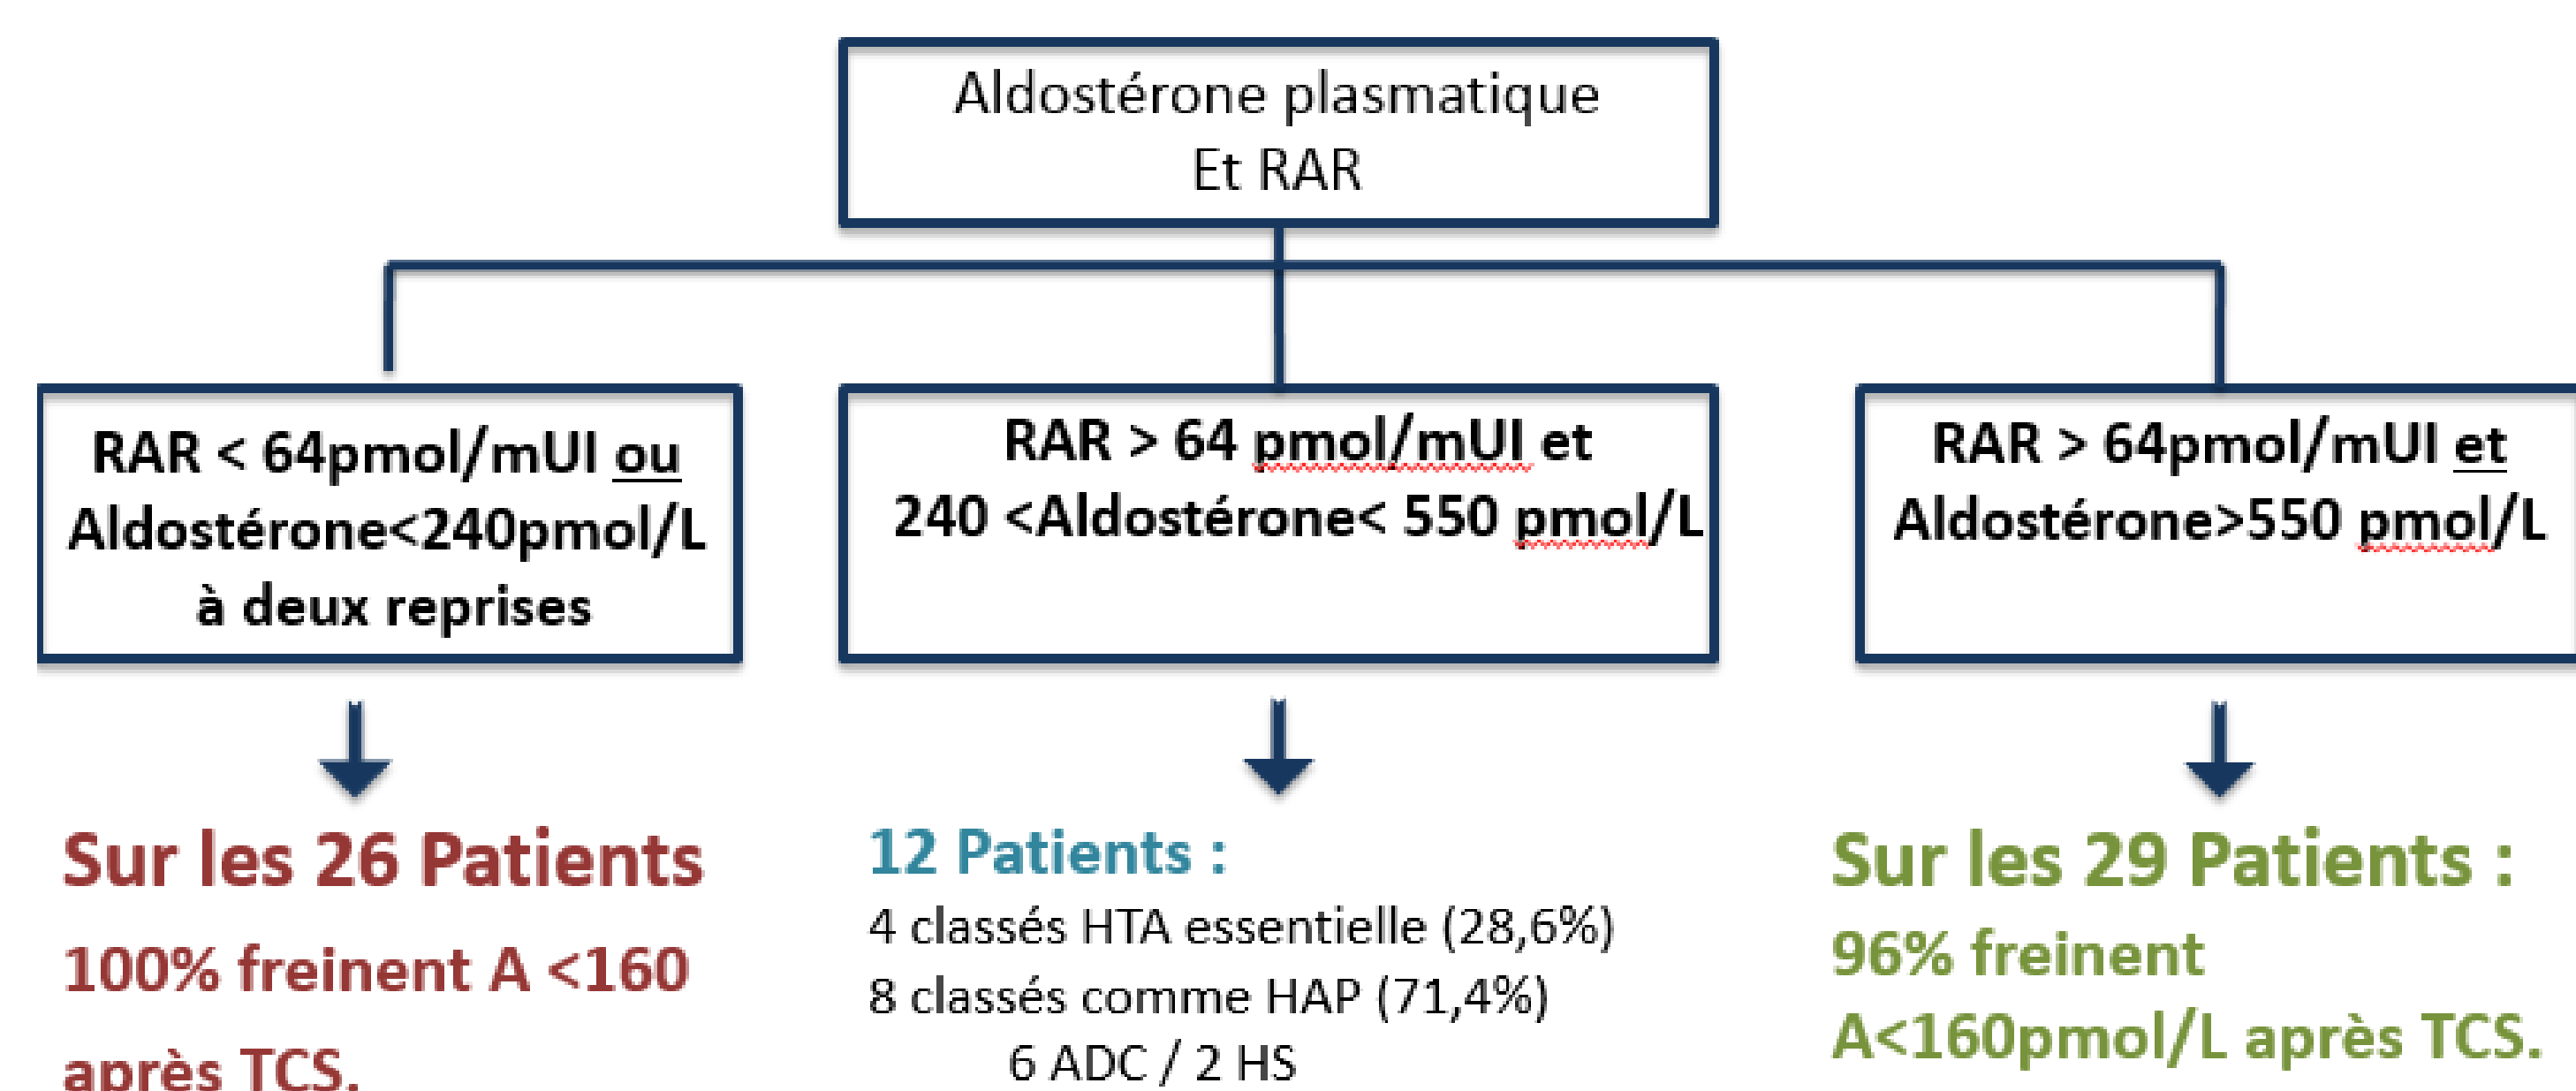 Aldostérone plasmatique
Et RAR
RAR < 64pmol/mUI ou
Aldostérone<240pmol/L
à deux reprises
RAR > 64 pmol/mUI et
240 <Aldostérone< 550 pmol/L
RAR > 64pmol/mUI et
Aldostérone>550 pmol/L
Sur les 26 Patients
100% freinent A <160
après TCS.
12 Patients :
4 classés HTA essentielle (28,6%)
8 classés comme HAP (71,4%)
6 ADC / 2 HS
Sur les 29 Patients :
96% freinent
A<160pmol/L après TCS.